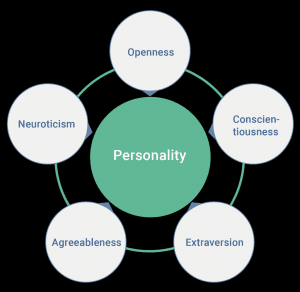 Openness
Neuroticism
Conscien-
tiousness
Personality
Agreeableness
Extraversion